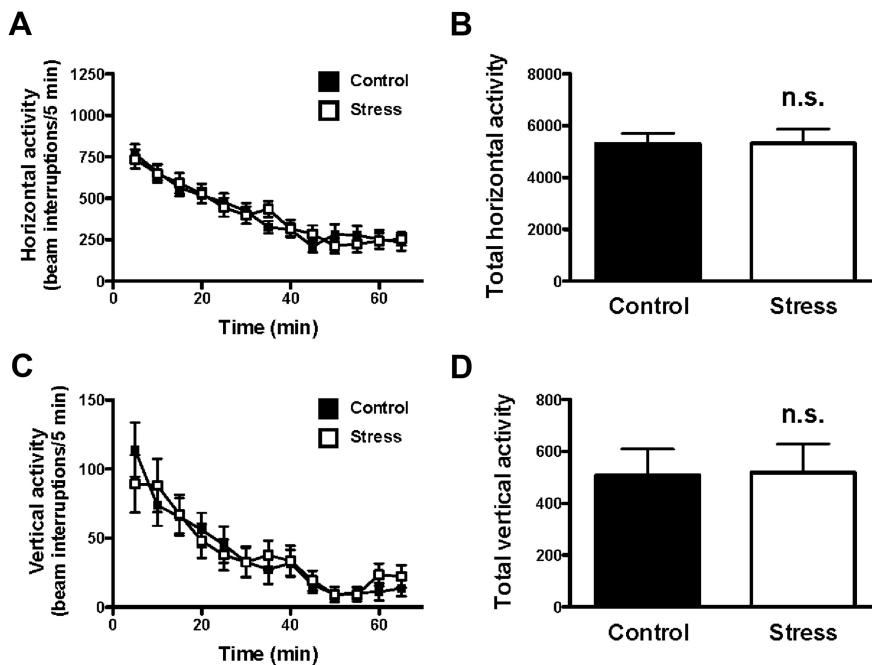 A
Horizontal activity
(beam interruptions/5 min)
1250
1000
750
500
250
0
0
20
40
60
Time (min)
Control
Stress
B
Total horizontal activity
8000
6000
4000
2000
0
n.s.
Control
Stress
C
Vertical activity
(beam interruptions/5 min)
150
100
50
0
0
20
40
60
Time (min)
Control
Stress
D
Total vertical activity
800
600
400
200
0
n.s.
Control
Stress